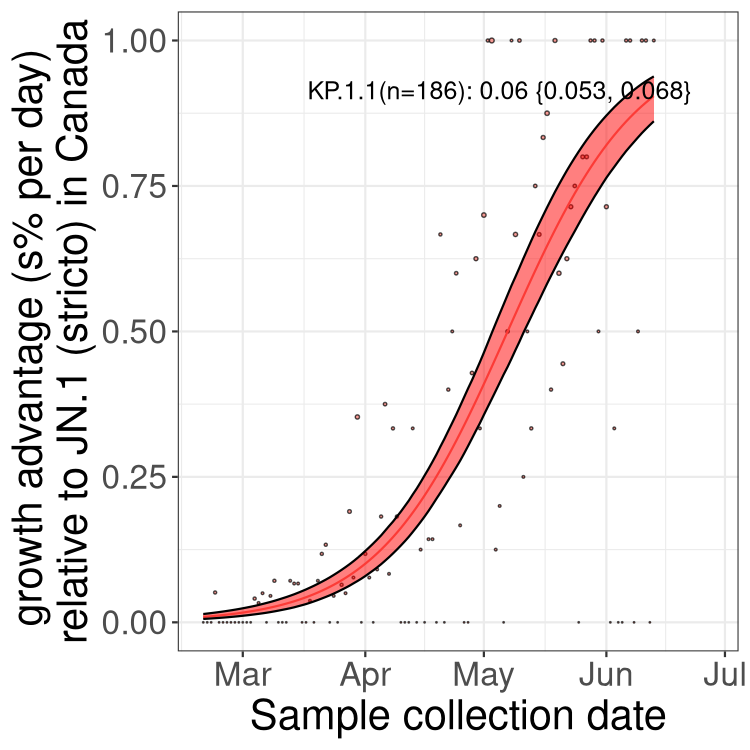 growth advantage (s% per day)
relative to JN.1 (stricto) in Canada
1.00
0.75
0.50
0.25
0.00
KP.1.1(n=186): 0.06 {0.053, 0.068}
Mar Apr May Jun Jul
Sample collection date